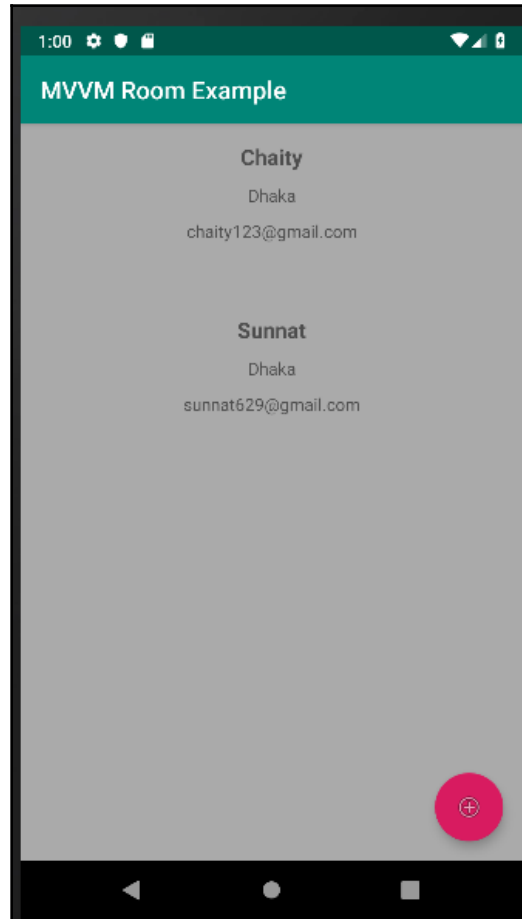 1:00
MVVM Room Example
Chaity
Dhaka
chaity123@gmail.com
Sunnat
Dhaka
sunnat629@gmail.com